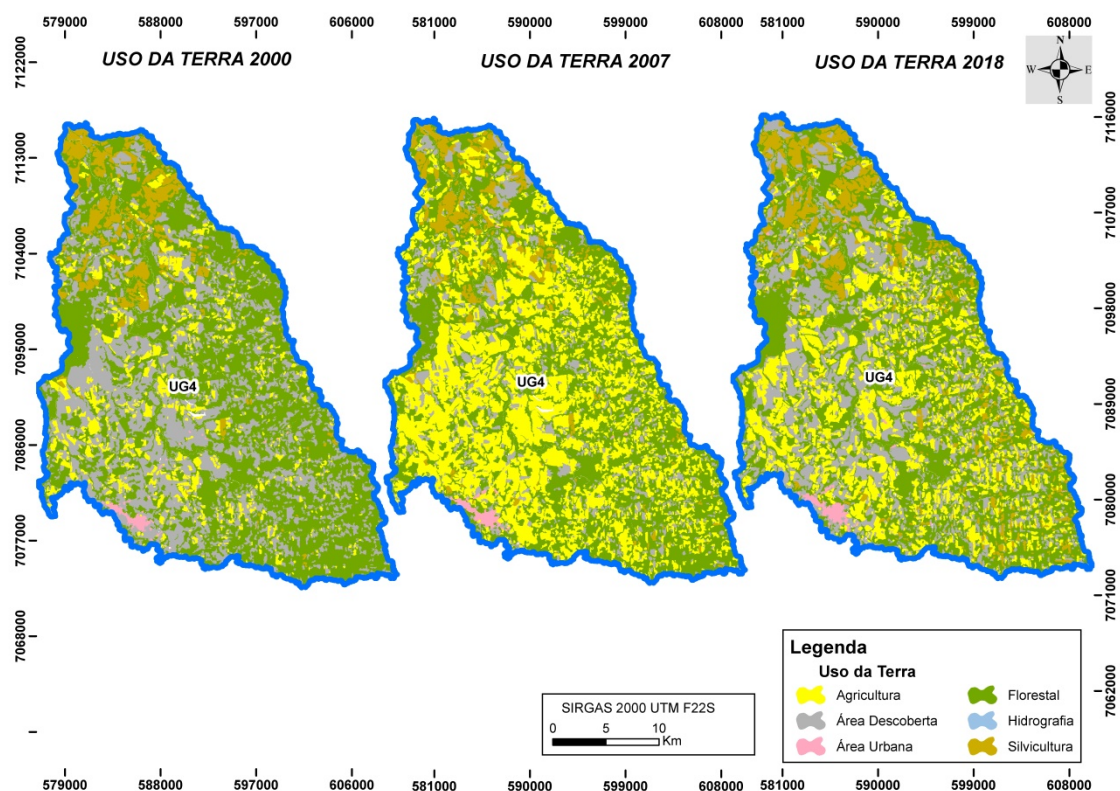 579000 588000 597000 606000 581000 590000 599000 608000 581000 590000 599000 608000
USO DA TERRA 2000 USO DA TERRA 2007 USO DA TERRA 2018
N
W E
S
7122000
7113000
7104000
7095000
7086000
7077000
7068000
7116000
7107000
7098000
7089000
7080000
7071000
7062000
UG4 UG4 UG4
Legenda
Uso da Terra
Agricultura Florestal
Área Descoberta Hidrografia
Área Urbana Silvicultura
SIRGAS 2000 UTM F22S
0 5 10
Km
579000 588000 597000 606000 581000 590000 599000 608000 581000 590000 599000 608000